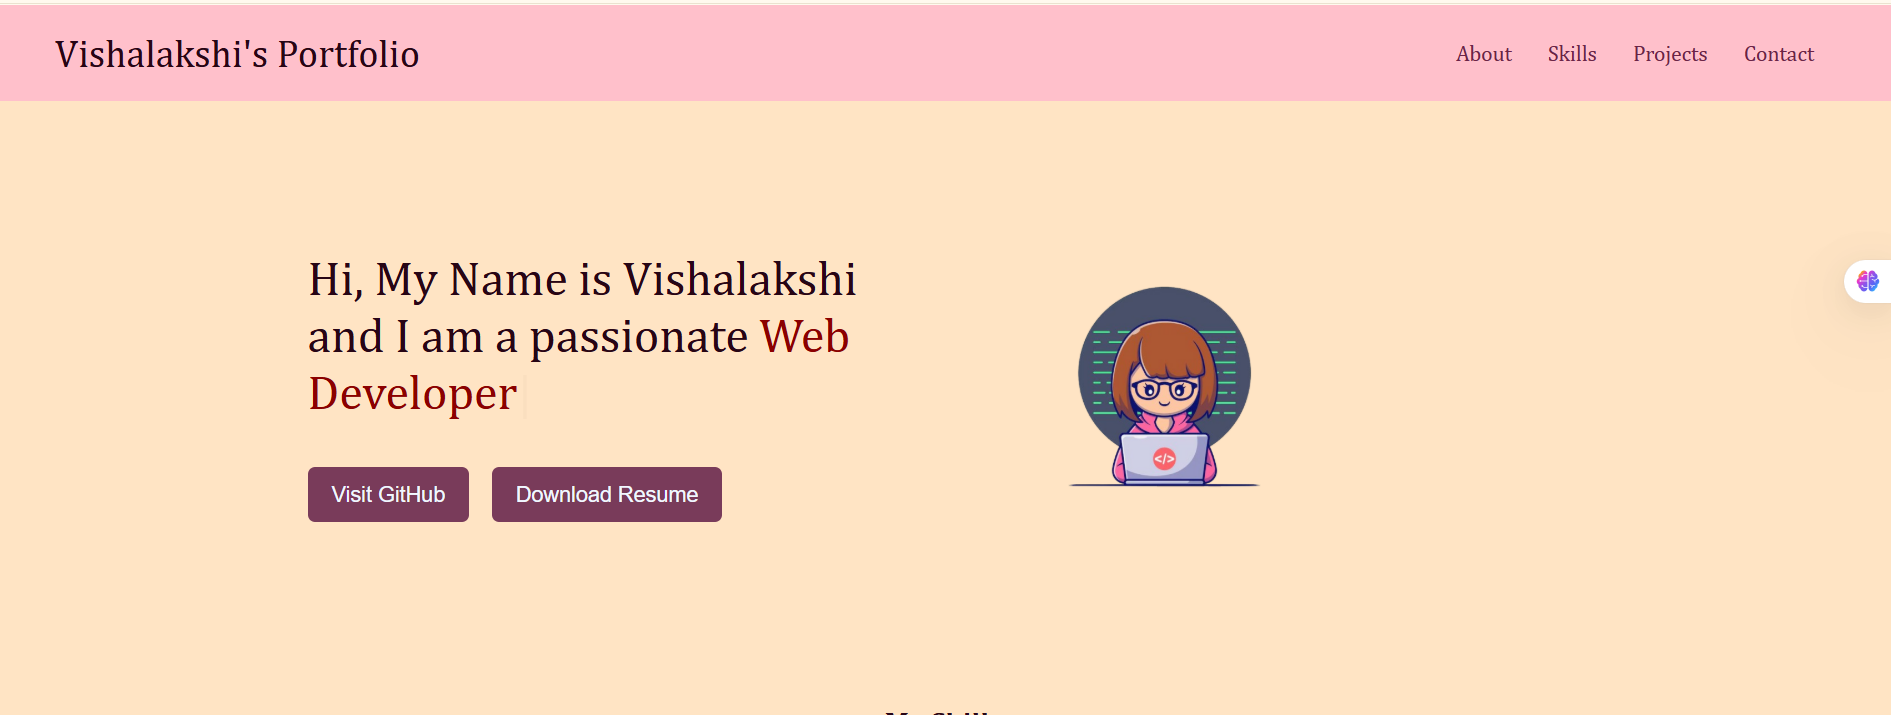 Vishalakshi's Portfolio
About Skills Projects Contact
Hi, My Name is Vishalakshi
and I am a passionate Web
Developer
Visit GitHub Download Resume
</>